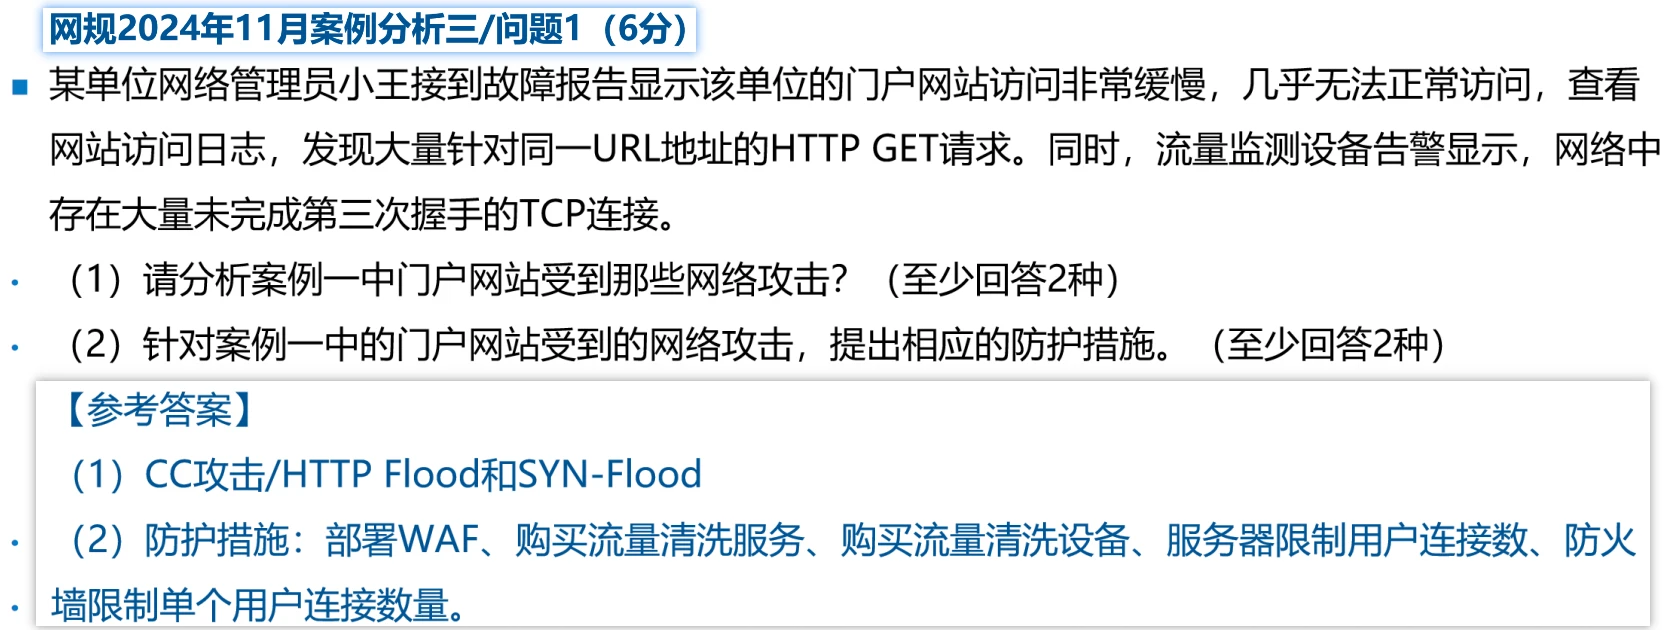 网规2024年11月案例分析三/问题1（6分）
■ 某单位网络管理员小王接到故障报告显示该单位的门户网站访问非常缓慢，几乎无法正常访问，查看
网站访问日志，发现大量针对同一URL地址的HTTP GET请求。同时，流量监测设备告警显示，网络中
存在大量未完成第三次握手的TCP连接。
• （1）请分析案例一中门户网站受到那些网络攻击？（至少回答2种）
• （2）针对案例一中的门户网站受到的网络攻击，提出相应的防护措施。（至少回答2种）
【参考答案】
（1）CC攻击/HTTP Flood和SYN-Flood
• （2）防护措施：部署WAF、购买流量清洗服务、购买流量清洗设备、服务器限制用户连接数、防火
• 墙限制单个用户连接数量。